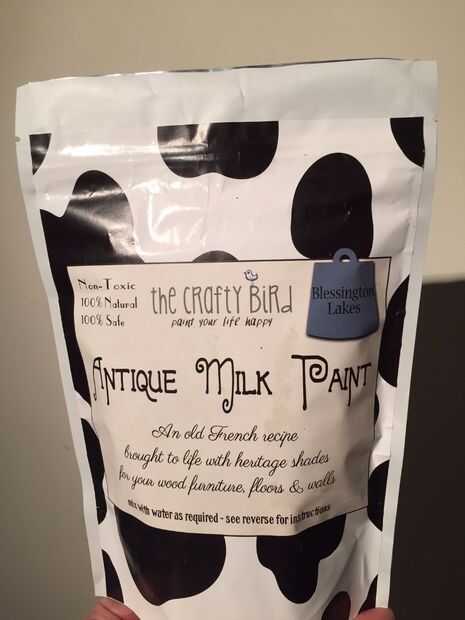 Non-Toxic
100% Natural
100% Safe
the CRafty BiRd
paint your life happy
Blessington
Lakes
Antique Milk Paint
An old French recipe
brought to life with heritage shades
for your wood furniture, floors & walls
mix with water as required - see reverse for instructions